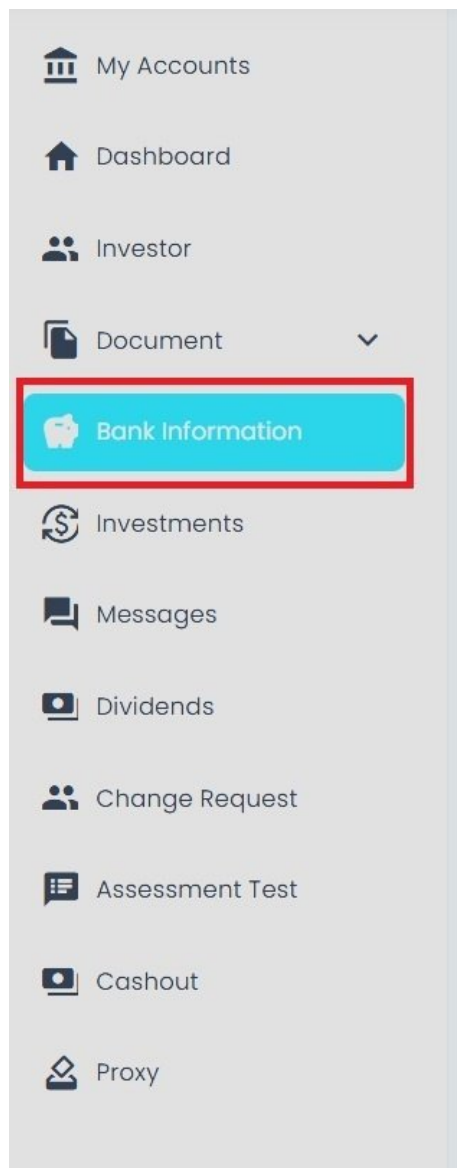 My Accounts
Dashboard
Investor
Document
Bank Information
Investments
Messages
Dividends
Change Request
Assessment Test
Cashout
Proxy